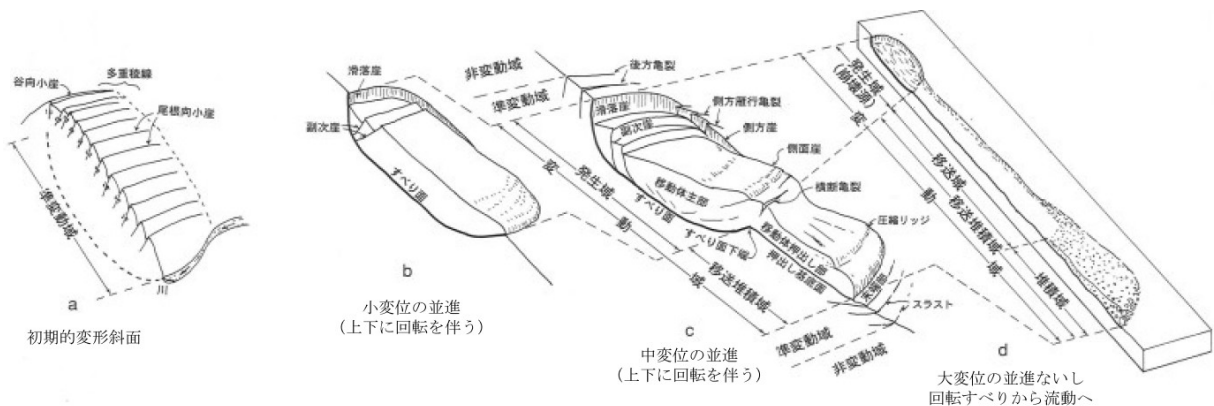 多重稜線
谷向小崖
尾根向小崖
準変動域
川
a
初期的変形斜面
滑落崖
副次崖
すべり面
b
小変位の並進
（上下に回転を伴う）
非変動域
準変動域
変動域
発生域
移送堆積域
後方亀裂
滑落崖
側方雁行亀裂
副次崖
側方崖
側面崖
横断亀裂
移動体主部
すべり面
圧縮リッジ
すべり面下端
移動体押出し部
押出し基底面
末端部
スラスト
準変動域
非変動域
c
中変位の並進
（上下に回転を伴う）
発生域
（崩壊源）
変動域
移送域
移送堆積域
堆積域
d
大変位の並進ないし
回転すべりから流動へ